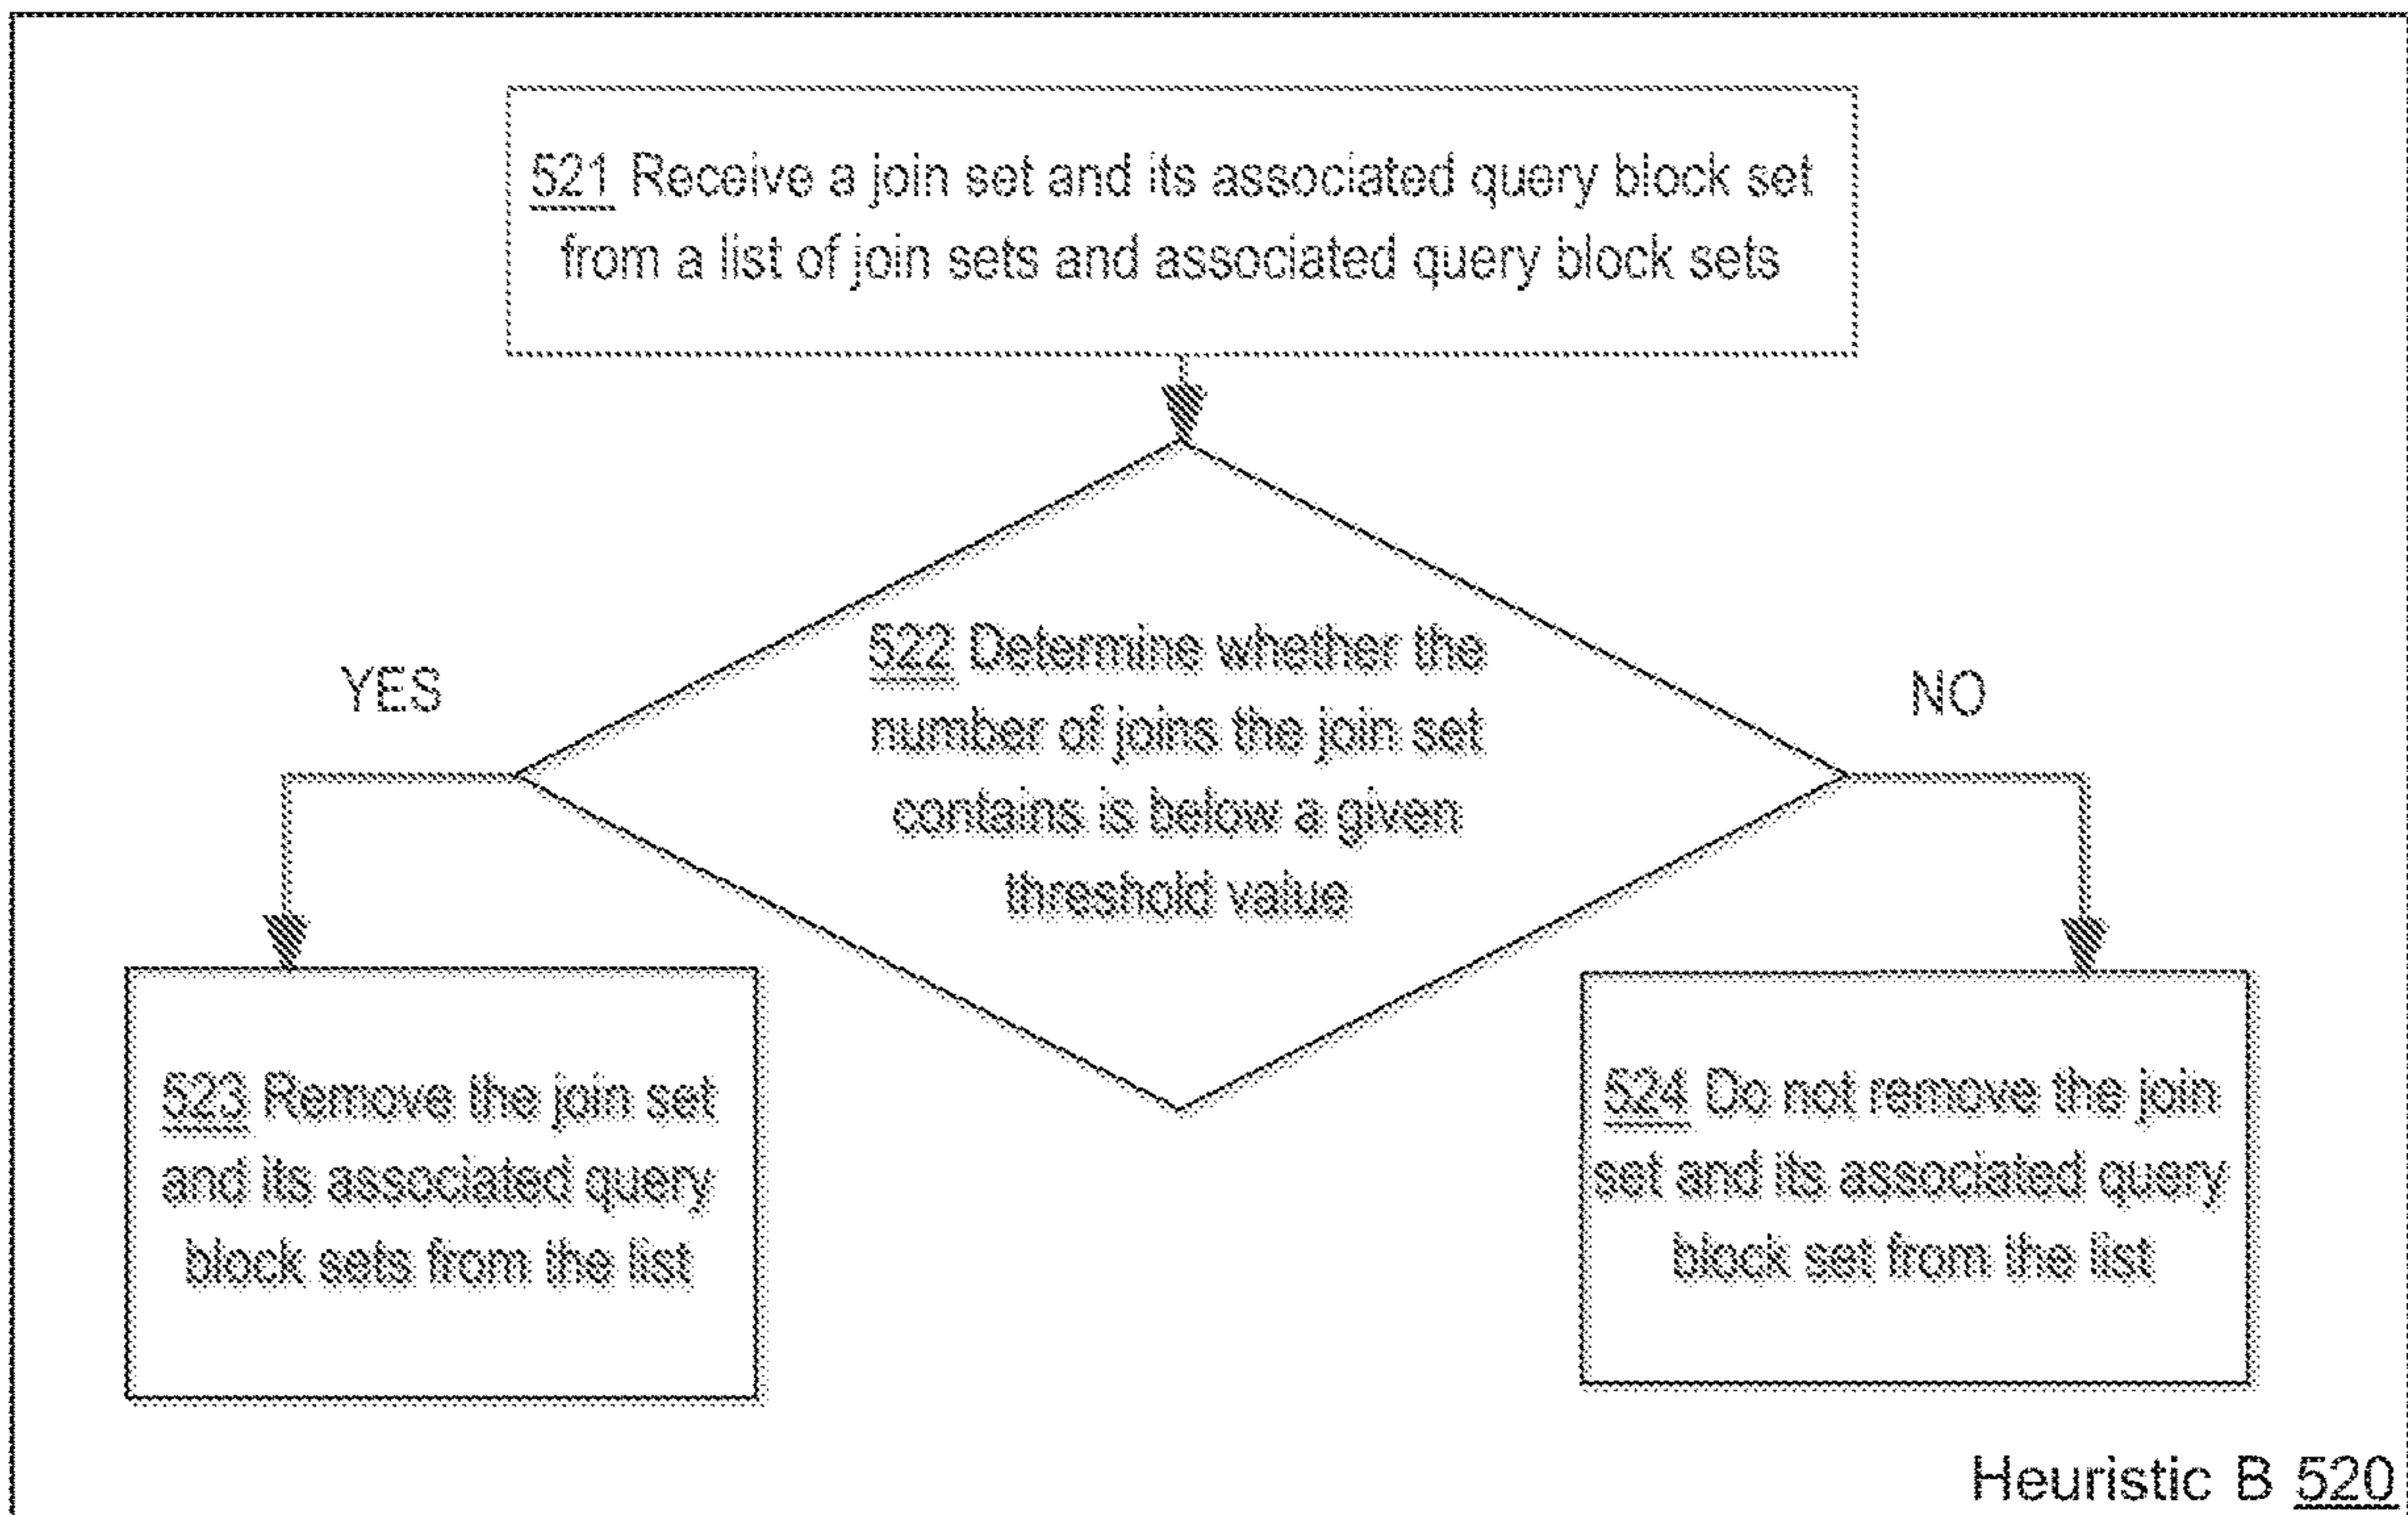 521 Receive a join set and its associated query block set
from a list of join sets and associated query block sets
522 Determine whether the
number of joins the join set
contains is below a given
threshold value
YES
NO
523 Remove the join set
and its associated query
block sets from the list
524 Do not remove the join
set and its associated query
block set from the list
Heuristic B 520